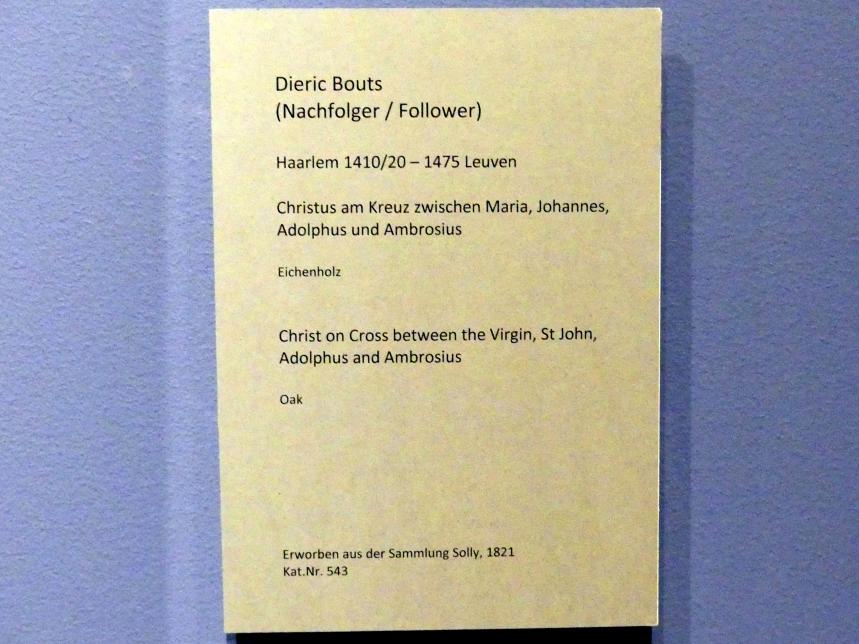 Dieric Bouts
(Nachfolger / Follower)
Haarlem 1410/20 – 1475 Leuven
Christus am Kreuz zwischen Maria, Johannes,
Adolphus und Ambrosius
Eichenholz
Christ on Cross between the Virgin, St John,
Adolphus and Ambrosius
Oak
Erworben aus der Sammlung Solly, 1821
Kat.Nr. 543